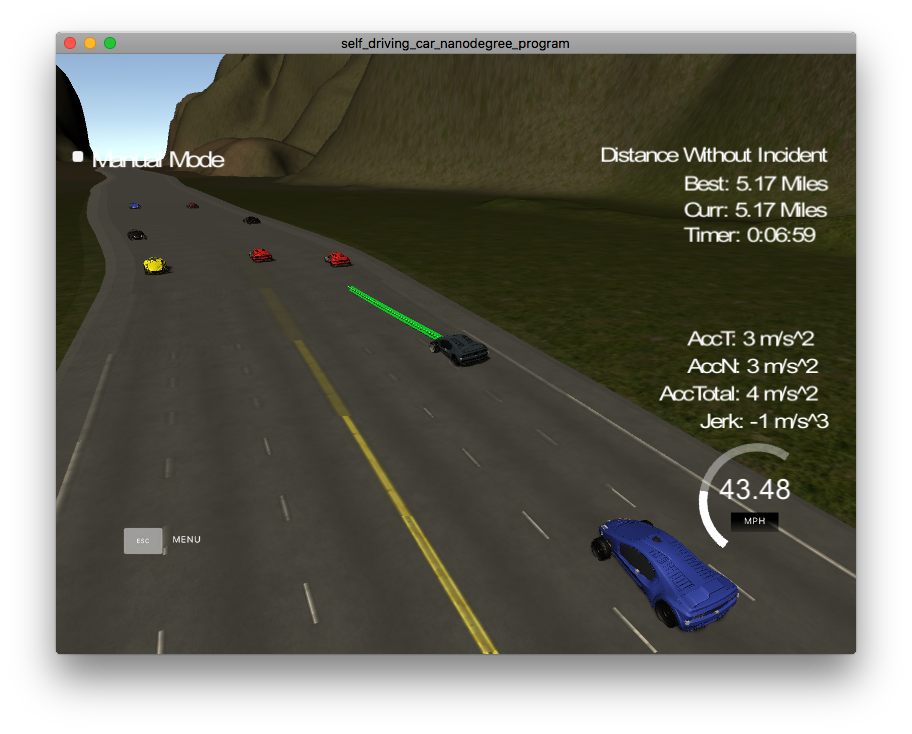 self_driving_car_nanodegree_program
Manual Mode
Distance Without Incident
Best: 5.17 Miles
Curr: 5.17 Miles
Timer: 0:06:59
AccT: 3 m/s^2
AccN: 3 m/s^2
AccTotal: 4 m/s^2
Jerk: -1 m/s^3
43.48
MPH
ESC
MENU